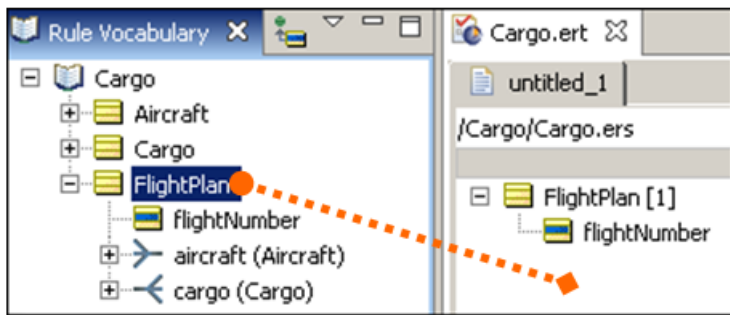 Rule Vocabulary
Cargo
Aircraft
Cargo
FlightPlan
flightNumber
aircraft (Aircraft)
cargo (Cargo)
Cargo.ert
untitled_1
/Cargo/Cargo.ers
FlightPlan [1]
flightNumber